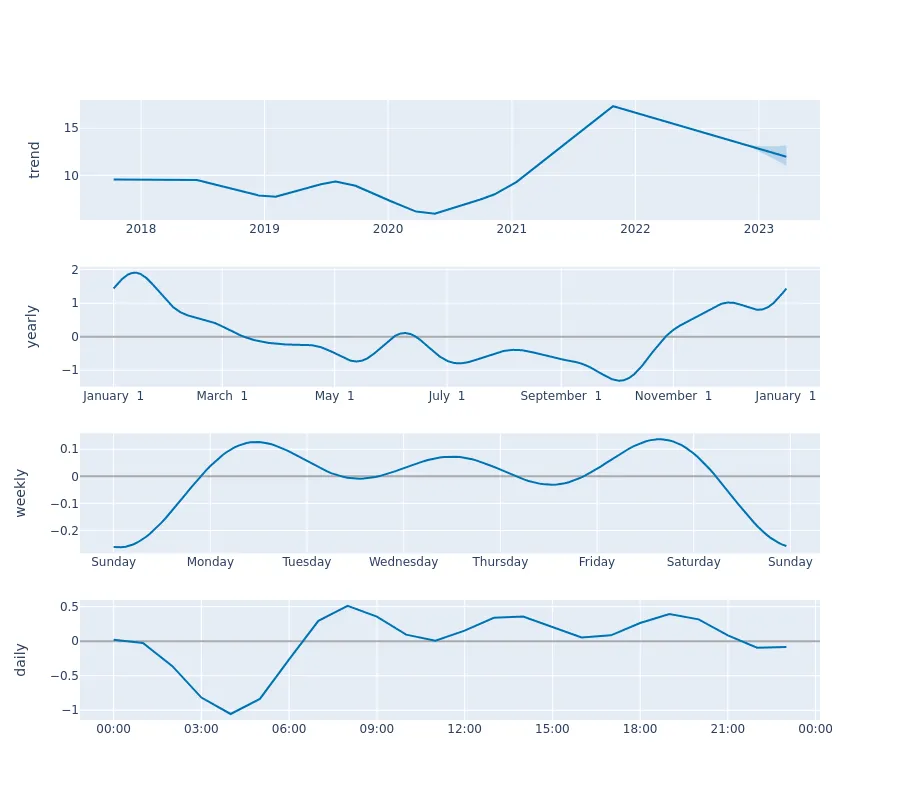 trend
15
10
2018 2019 2020 2021 2022 2023
yearly
2
1
0
−1
January 1 March 1 May 1 July 1 September 1 November 1 January 1
weekly
0.1
0
−0.1
−0.2
Sunday Monday Tuesday Wednesday Thursday Friday Saturday Sunday
daily
0.5
0
−0.5
−1
00:00 03:00 06:00 09:00 12:00 15:00 18:00 21:00 00:00